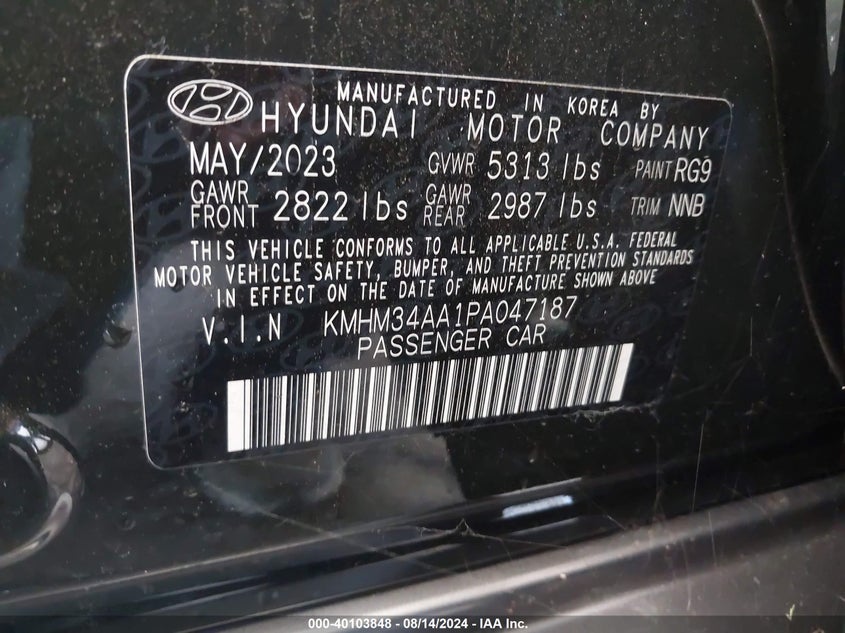 MANUFACTURED IN KOREA BY
HYUNDAI MOTOR COMPANY
MAY/2023 GVWR 5313 lbs PAINT RG9
GAWR FRONT 2822 lbs GAWR REAR 2987 lbs TRIM NNB
THIS VEHICLE CONFORMS TO ALL APPLICABLE U.S.A. FEDERAL
MOTOR VEHICLE SAFETY, BUMPER, AND THEFT PREVENTION STANDARDS
IN EFFECT ON THE DATE OF MANUFACTURE SHOWN ABOVE
V.I.N KMHM34AA1PA047187
PASSENGER CAR
000-40103848 - 08/14/2024 - IAA Inc.